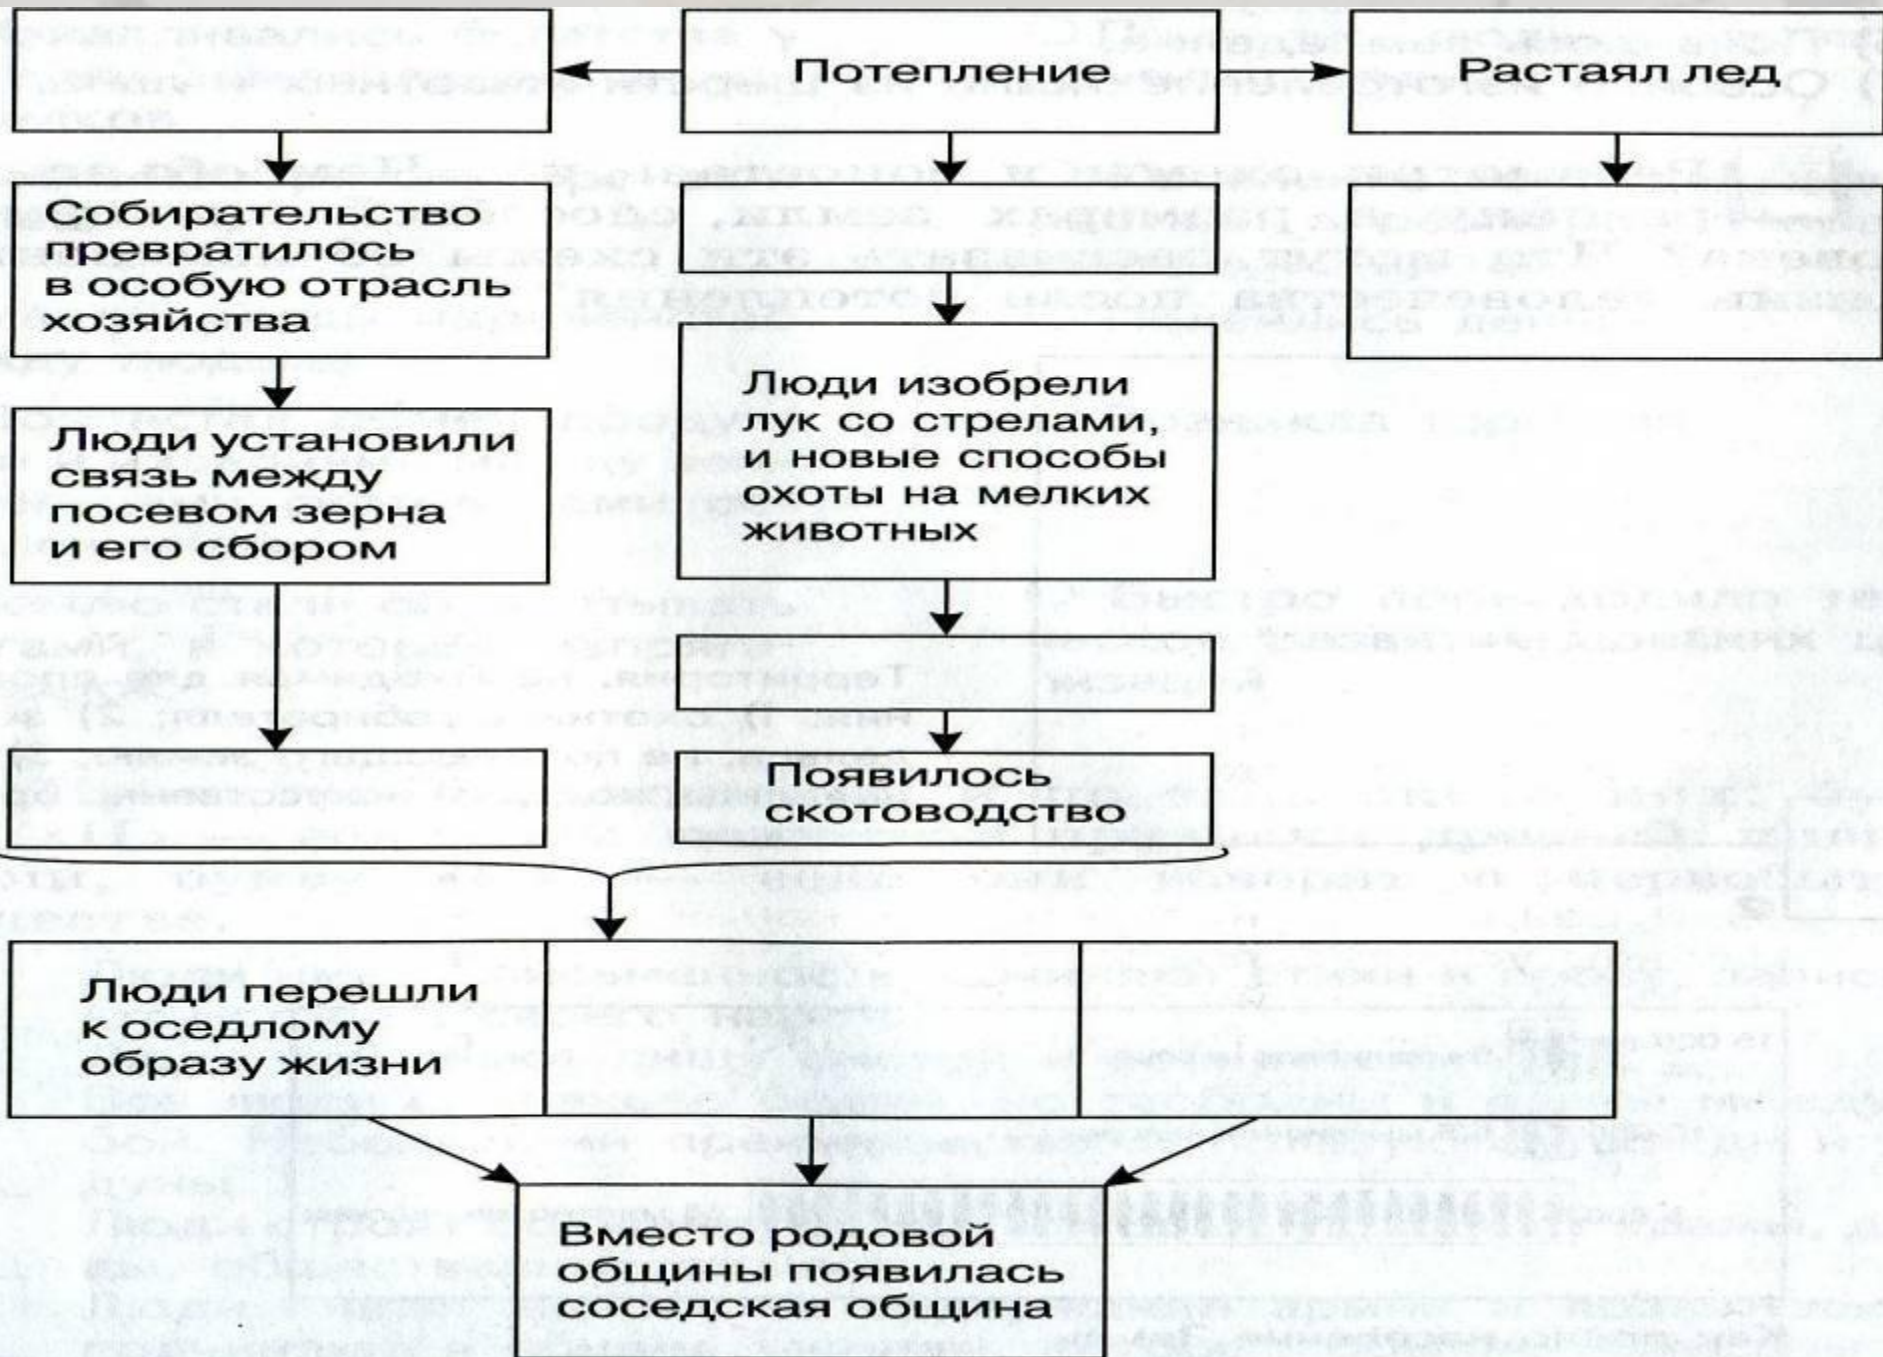 Потепление
Растаял лед
Собирательство
превратилось
в особую отрасль
хозяйства
Люди изобрели
лук со стрелами,
и новые способы
охоты на мелких
животных
Люди установили
связь между
посевом зерна
и его сбором
Появилось
скотоводство
Люди перешли
к оседлому
образу жизни
Вместо родовой
общины появилась
соседская община